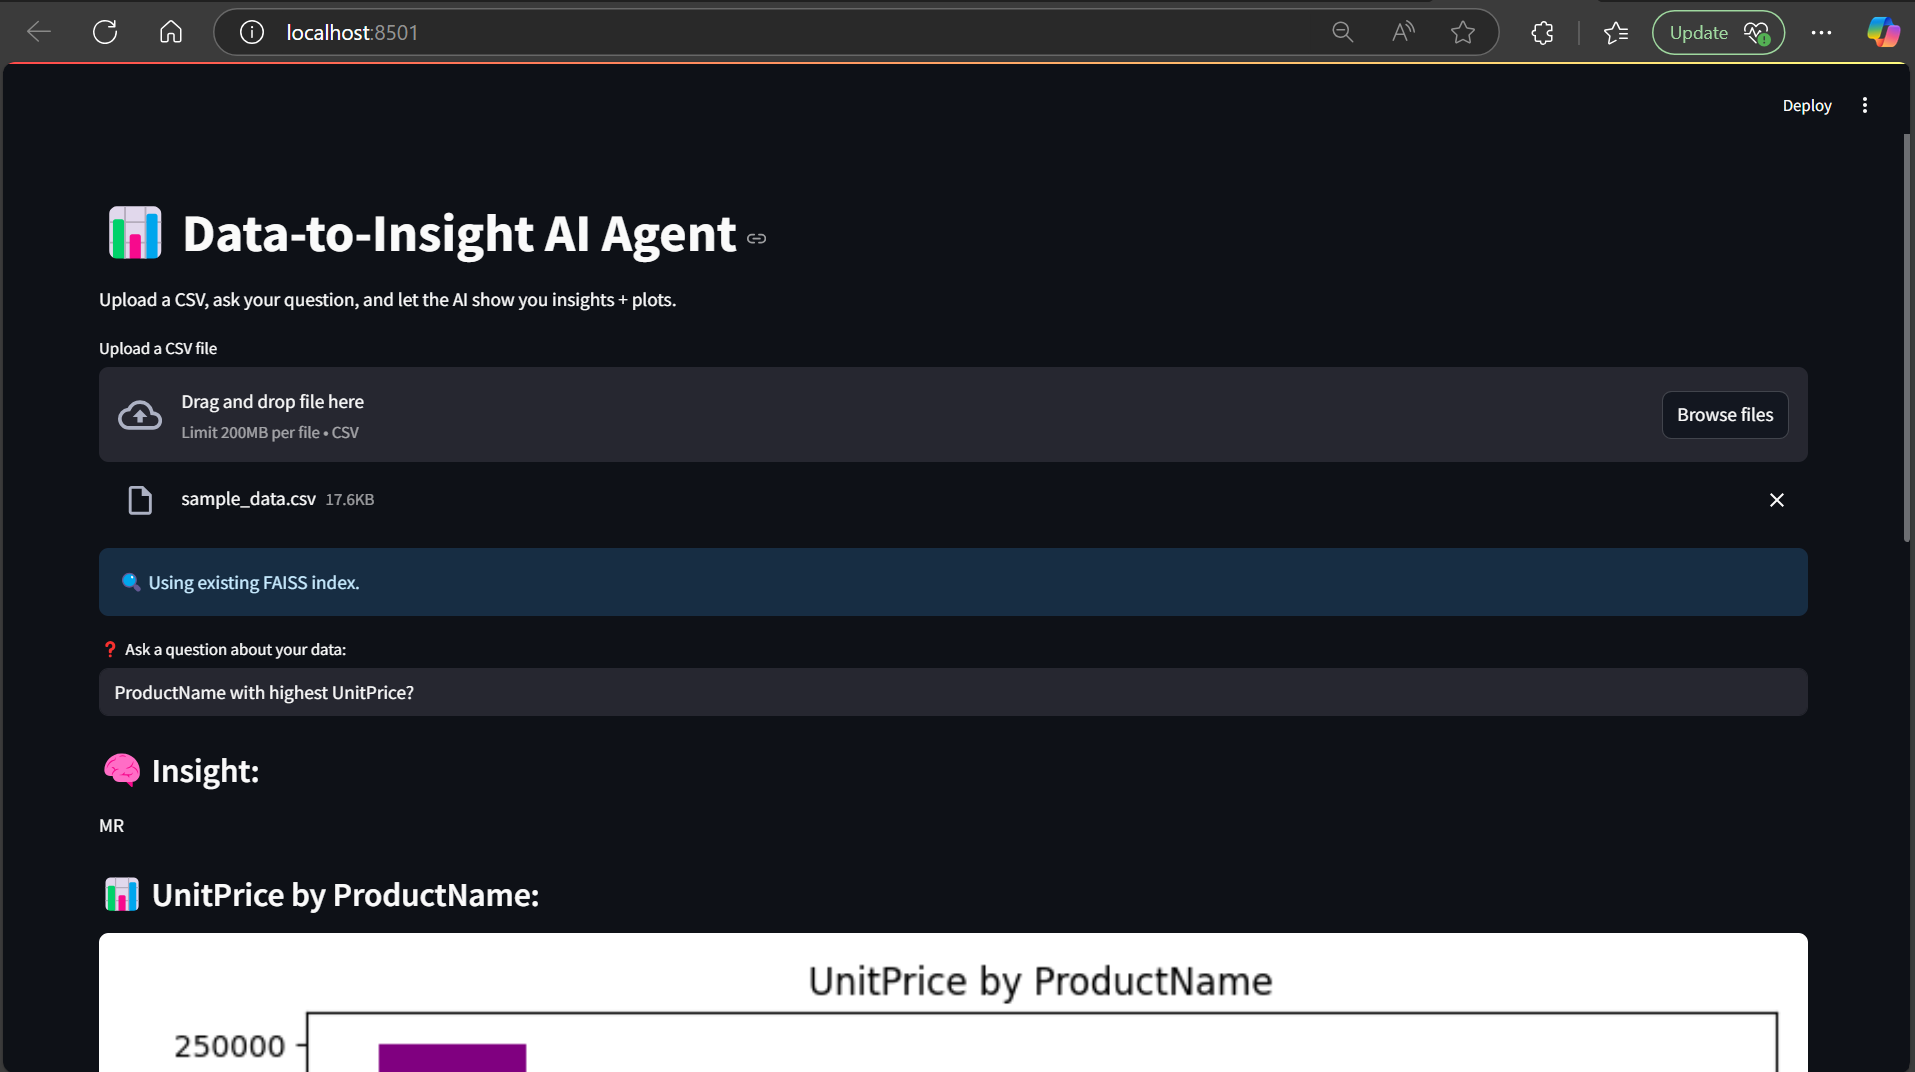 localhost:8501
Update
Deploy
Data-to-Insight AI Agent
Upload a CSV, ask your question, and let the AI show you insights + plots.
Upload a CSV file
Drag and drop file here
Limit 200MB per file • CSV
Browse files
sample_data.csv 17.6KB
Using existing FAISS index.
Ask a question about your data:
ProductName with highest UnitPrice?
Insight:
MR
UnitPrice by ProductName:
UnitPrice by ProductName
250000